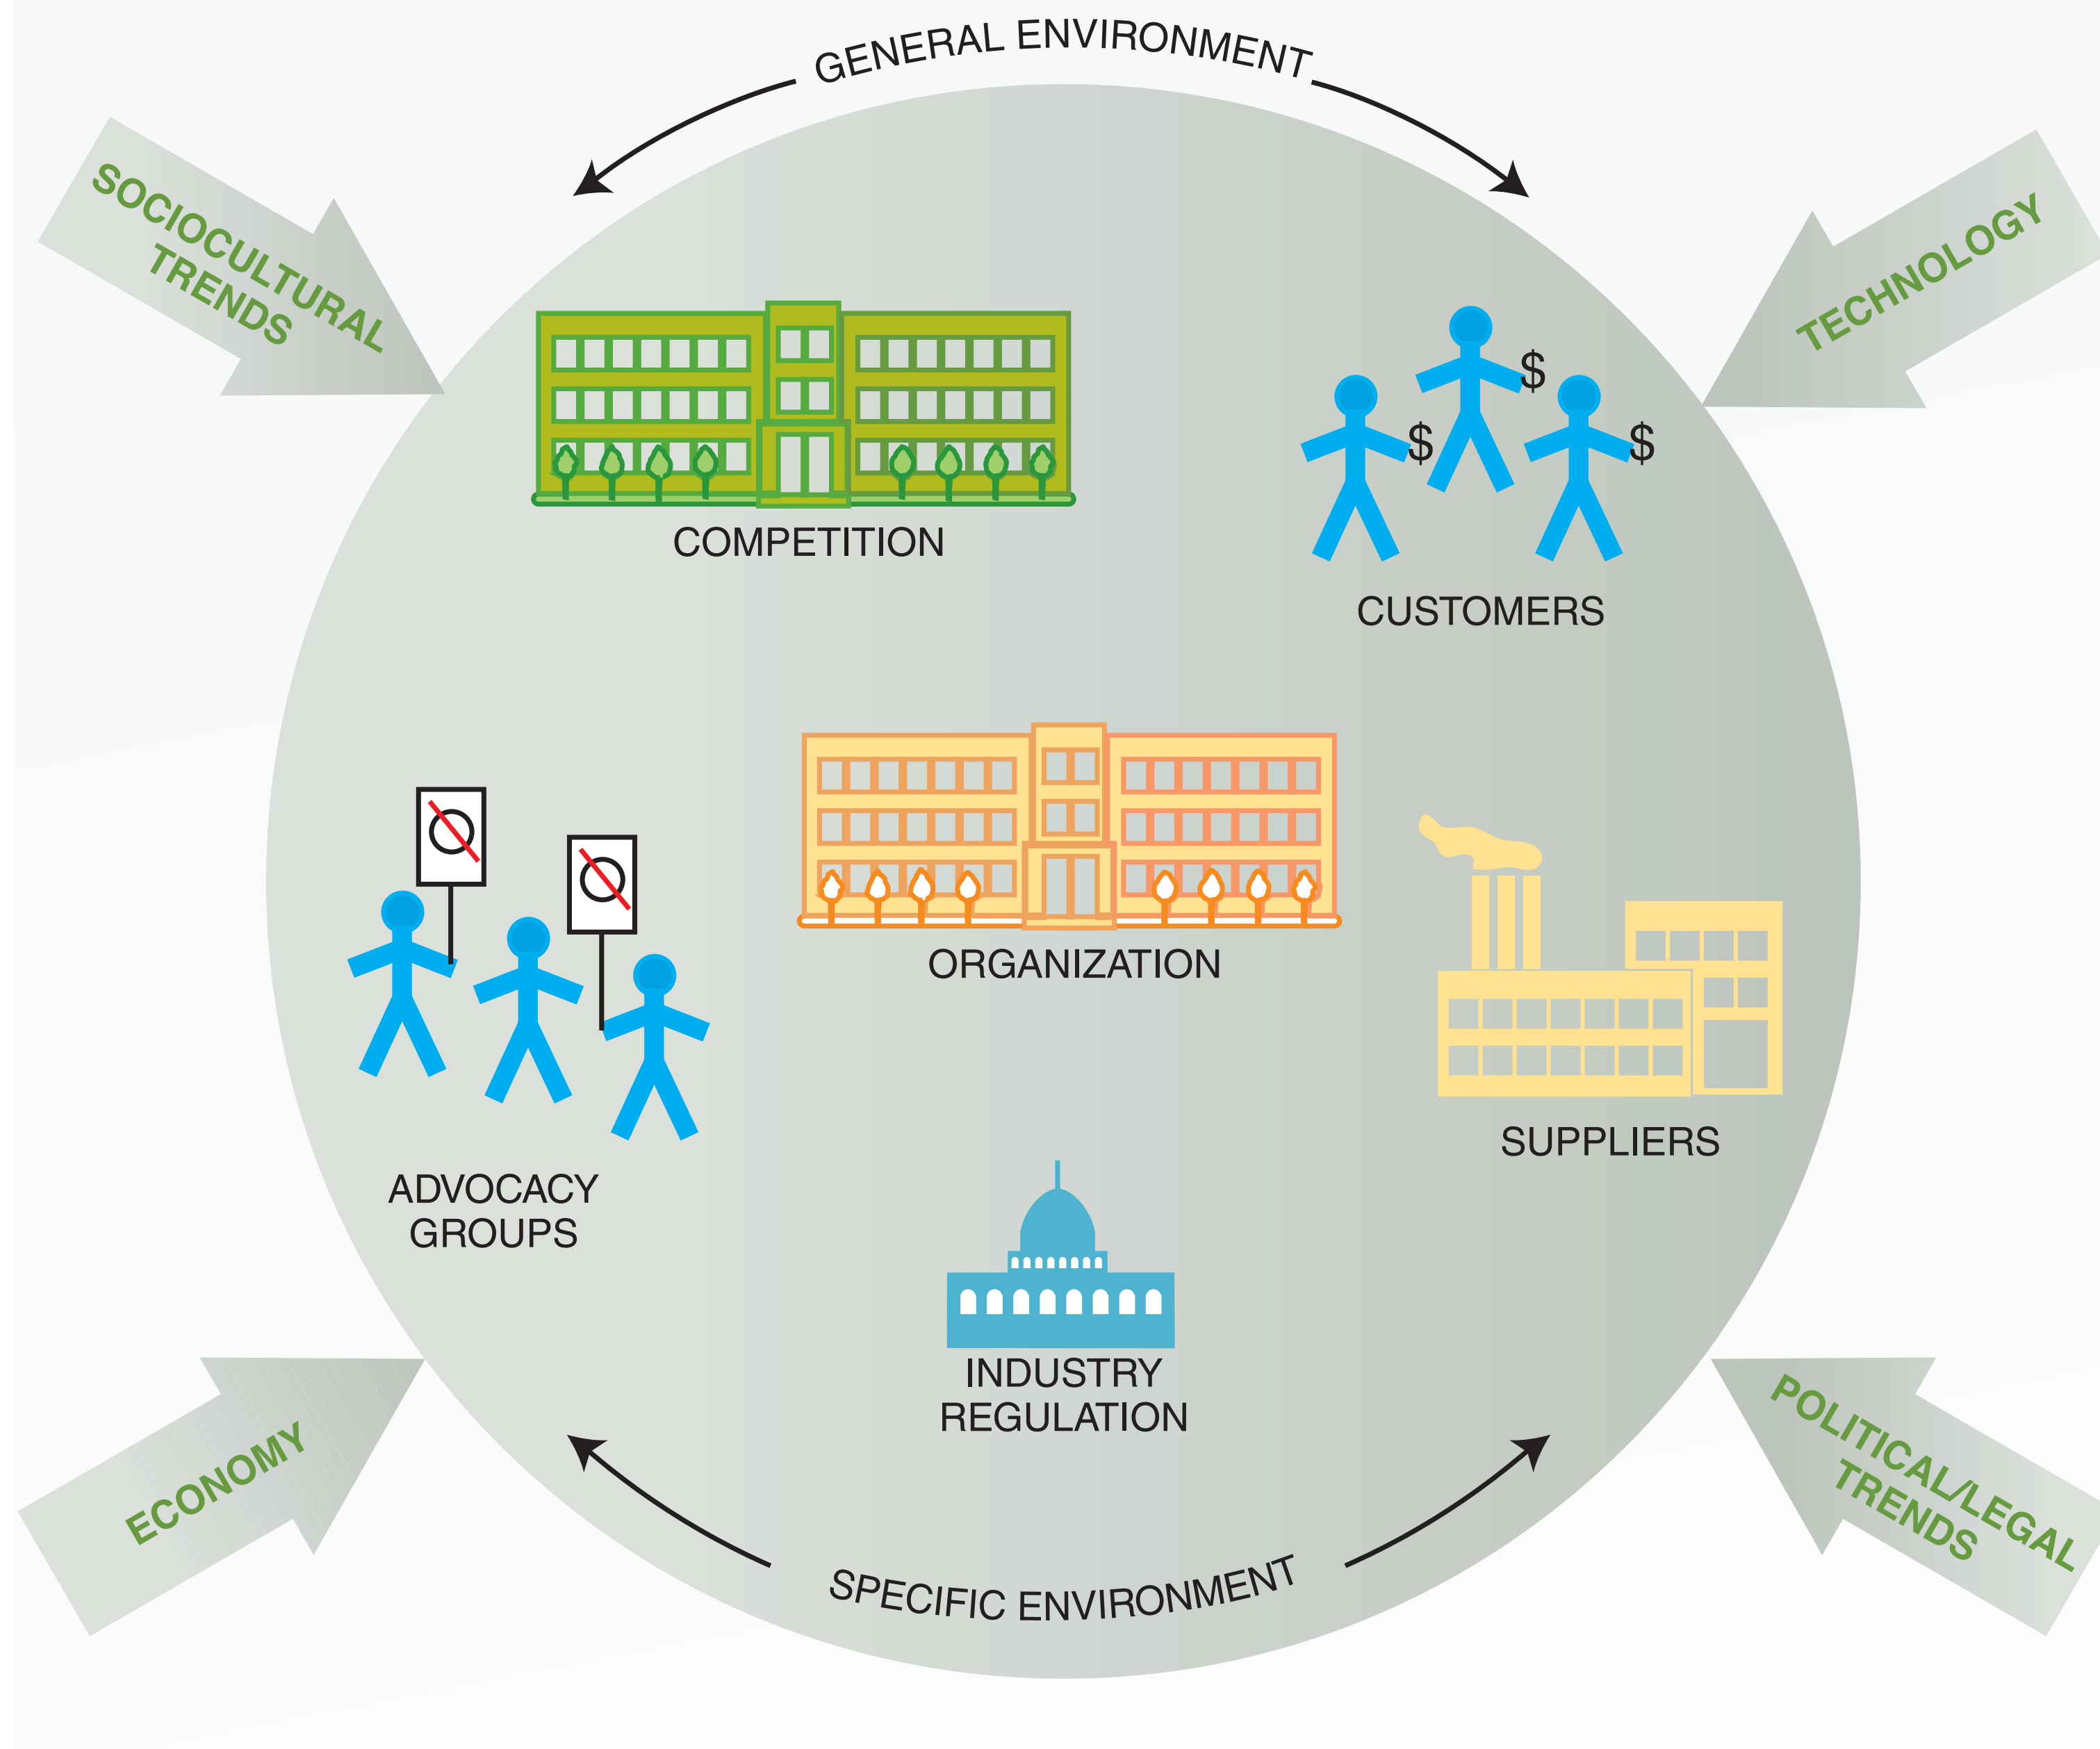 GENERAL ENVIRONMENT
SOCIOCULTURAL
TRENDS
TECHNOLOGY
$
$
$
COMPETITION
CUSTOMERS
ORGANIZATION
SUPPLIERS
ADVOCACY
GROUPS
INDUSTRY
REGULATION
ECONOMY
POLITICAL/LEGAL
TRENDS
SPECIFIC ENVIRONMENT